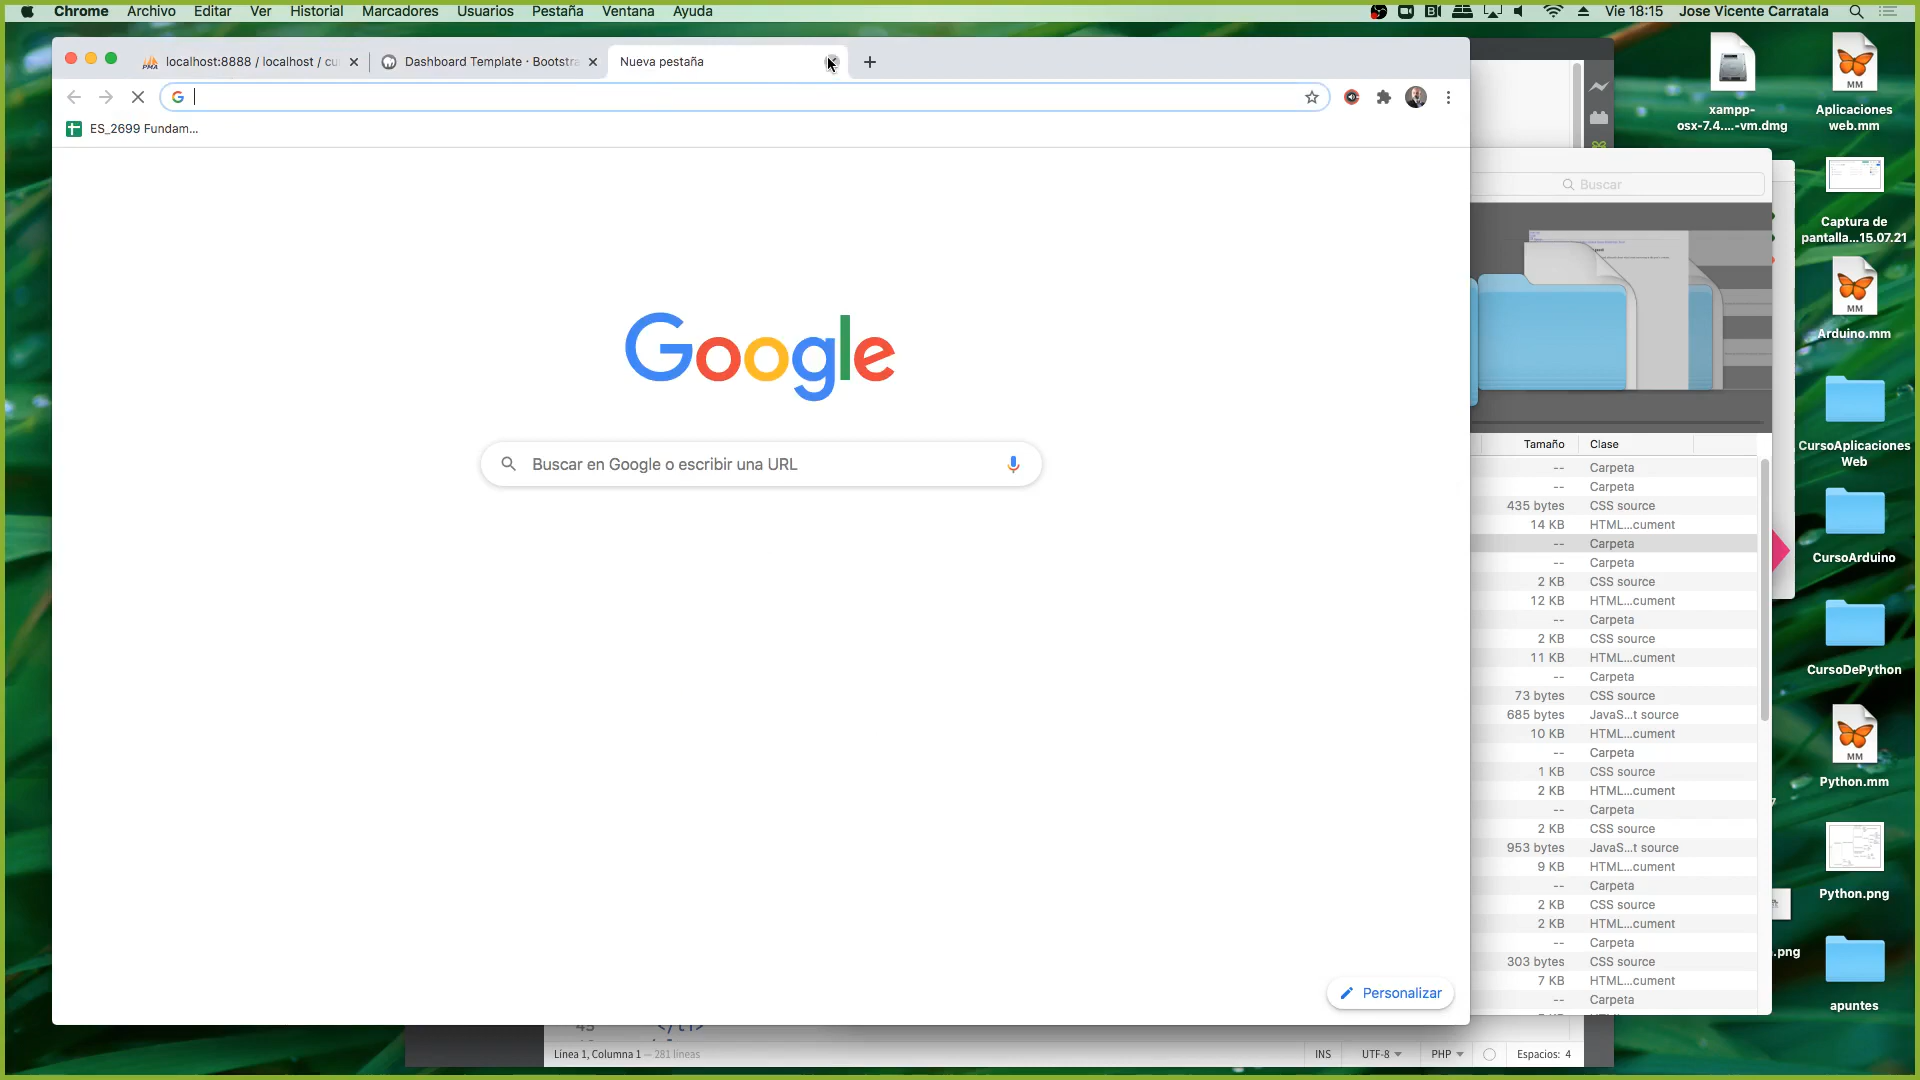 Chrome Archivo Editar Ver Historial Marcadores Usuarios Pestaña Ventana Ayuda
Vie 18:15 Jose Vicente Carratala
localhost:8888 / localhost / cu
Dashboard Template · Bootstra
Nueva pestaña
ES_2699 Fundam...
Google
Buscar en Google o escribir una URL
Personalizar
Buscar
Tamaño Clase
-- Carpeta
-- Carpeta
435 bytes CSS source
14 KB HTML...cument
-- Carpeta
-- Carpeta
2 KB CSS source
12 KB HTML...cument
-- Carpeta
2 KB CSS source
11 KB HTML...cument
-- Carpeta
73 bytes CSS source
685 bytes JavaS...t source
10 KB HTML...cument
-- Carpeta
1 KB CSS source
2 KB HTML...cument
-- Carpeta
2 KB CSS source
953 bytes JavaS...t source
9 KB HTML...cument
-- Carpeta
2 KB CSS source
2 KB HTML...cument
-- Carpeta
303 bytes CSS source
7 KB HTML...cument
-- Carpeta
xampp-
osx-7.4....-vm.dmg
MM
Aplicaciones
web.mm
Captura de
pantalla...15.07.21
MM
Arduino.mm
CursoAplicaciones
Web
CursoArduino
CursoDePython
MM
Python.mm
Python.png
.png
apuntes
Línea 1, Columna 1 — 281 líneas
INS UTF-8 PHP Espacios: 4